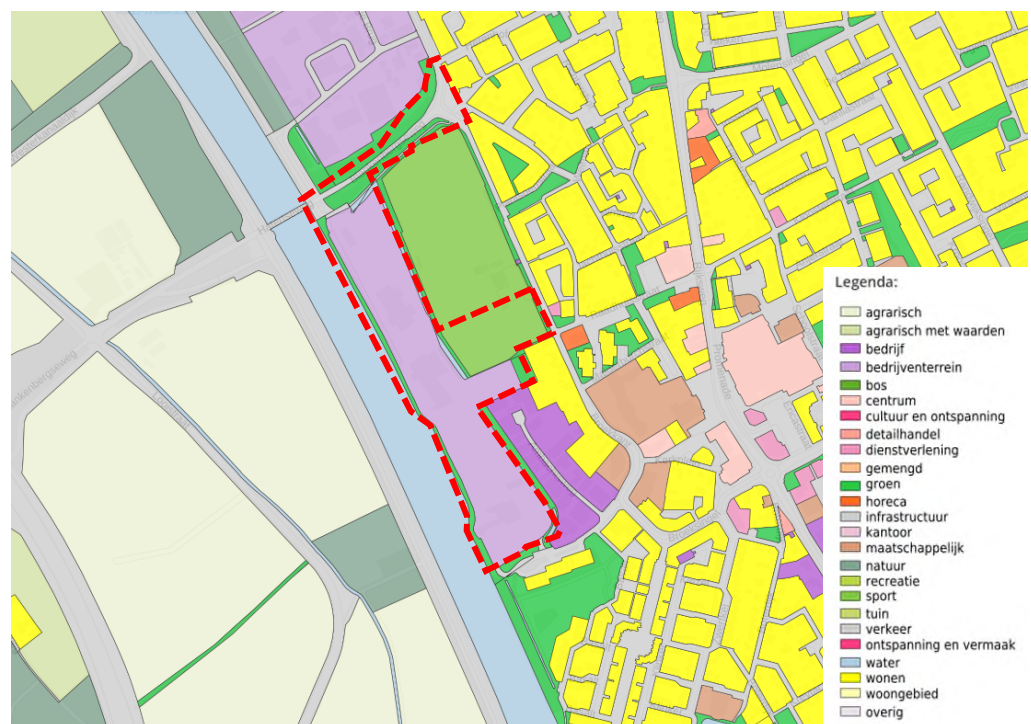 Legenda:
agrarisch
agrarisch met waarden
bedrijf
bedrijventerrein
bos
centrum
cultuur en ontspanning
detailhandel
dienstverlening
gemengd
groen
horeca
infrastructuur
kantoor
maatschappelijk
natuur
recreatie
sport
tuin
verkeer
ontspanning en vermaak
water
wonen
woongebied
overig
Promenade